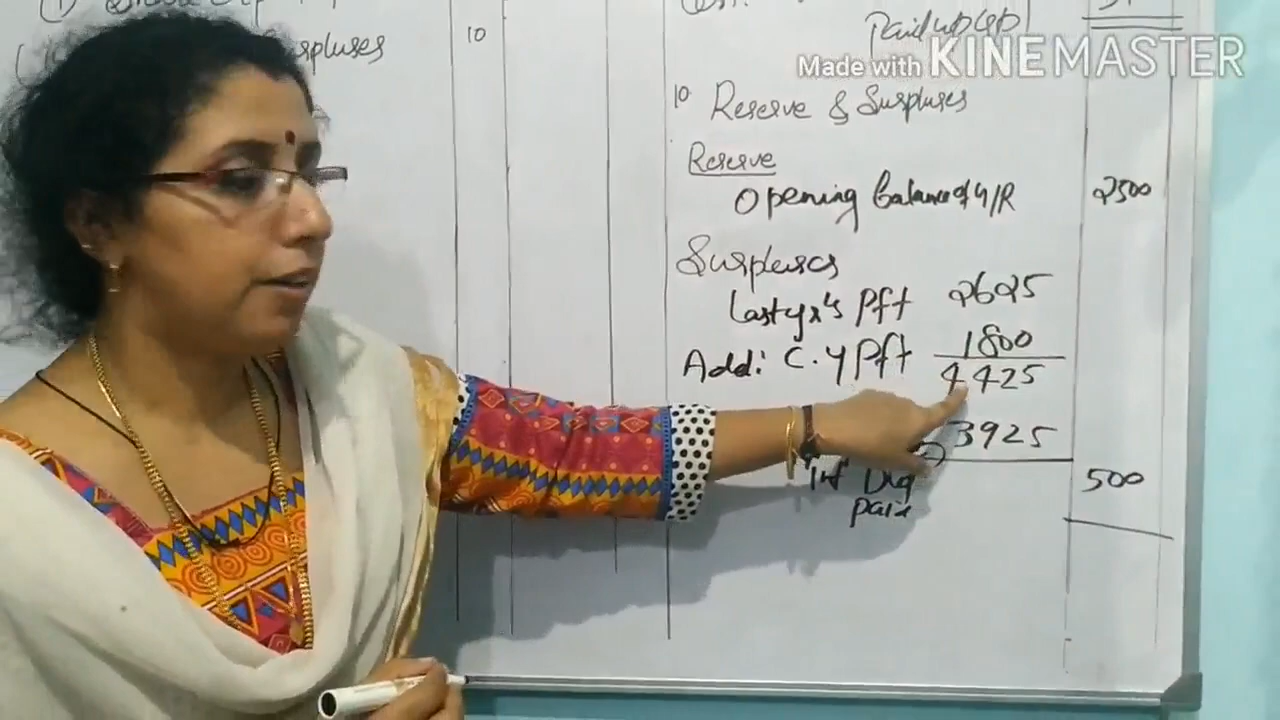 10
Paid up cap
Made with KINEMASTER
10 Reserve & Surpluses
Reserve
Opening balance of G/R 2500
Surpluses
Last yr's Pft 2625
Add: C.Y Pft 1800
4425
3925
Int Div 500
paid